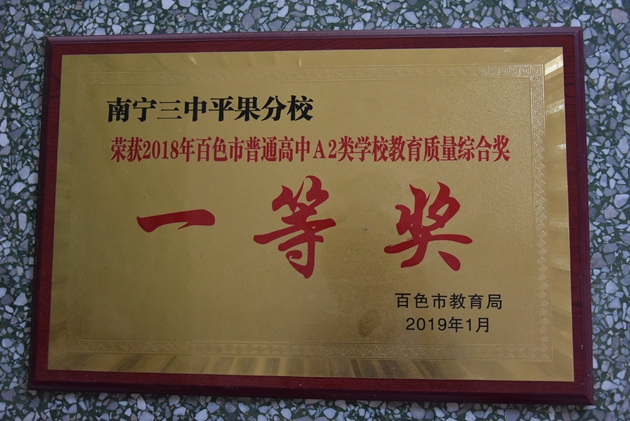 南宁三中平果分校
荣获2018年百色市普通高中A2类学校教育质量综合奖
一等奖
百色市教育局
2019年1月